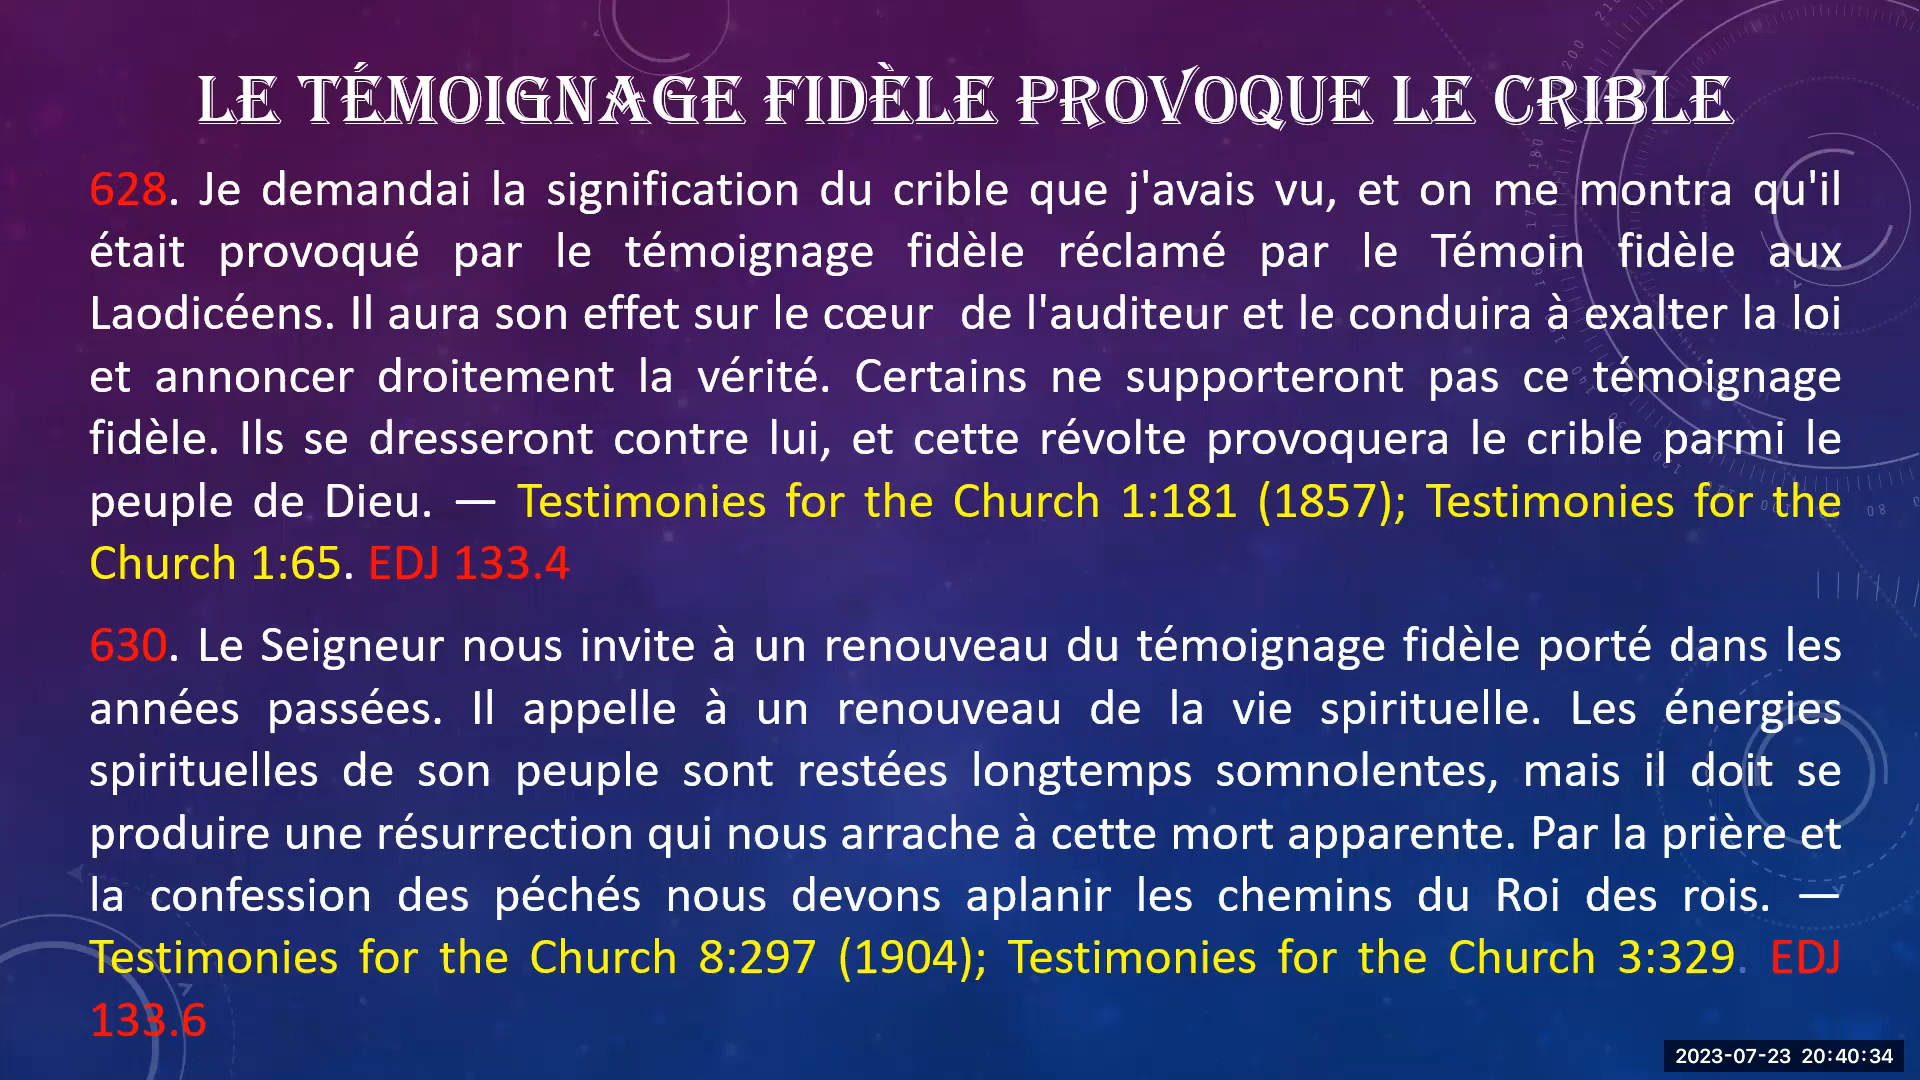 LE TÉMOIGNAGE FIDÈLE PROVOQUE LE CRIBLE
628. Je demandai la signification du crible que j'avais vu, et on me montra qu'il
était provoqué par le témoignage fidèle réclamé par le Témoin fidèle aux
Laodicéens. Il aura son effet sur le cœur de l'auditeur et le conduira à exalter la loi
et annoncer droitement la vérité. Certains ne supporteront pas ce témoignage
fidèle. Ils se dresseront contre lui, et cette révolte provoquera le crible parmi le
peuple de Dieu. — Testimonies for the Church 1:181 (1857); Testimonies for the
Church 1:65. EDJ 133.4
630. Le Seigneur nous invite à un renouveau du témoignage fidèle porté dans les
années passées. Il appelle à un renouveau de la vie spirituelle. Les énergies
spirituelles de son peuple sont restées longtemps somnolentes, mais il doit se
produire une résurrection qui nous arrache à cette mort apparente. Par la prière et
la confession des péchés nous devons aplanir les chemins du Roi des rois. —
Testimonies for the Church 8:297 (1904); Testimonies for the Church 3:329. EDJ
133.6
2023-07-23 20:40:34